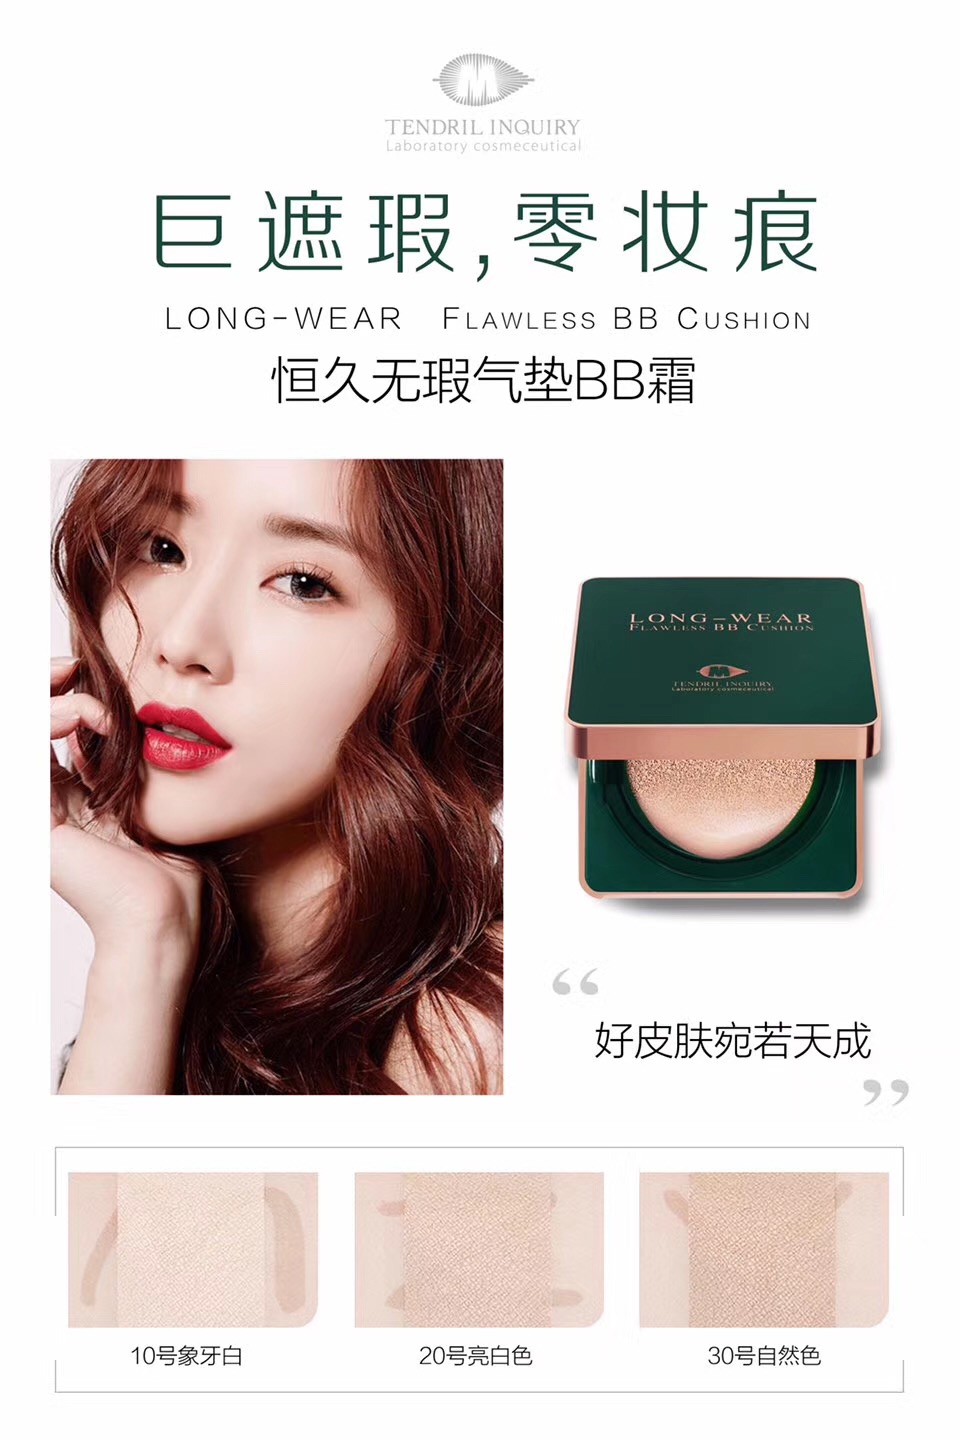 M
TENDRIL INQUIRY
Laboratory cosmeceutical
巨遮瑕,零妆痕
LONG-WEAR FLAWLESS BB CUSHION
恒久无瑕气垫BB霜
LONG-WEAR
FLAWLESS BB CUSHION
M
TENDRIL INQUIRY
Laboratory cosmeceutical
“
好皮肤宛若天成
”
10号象牙白
20号亮白色
30号自然色